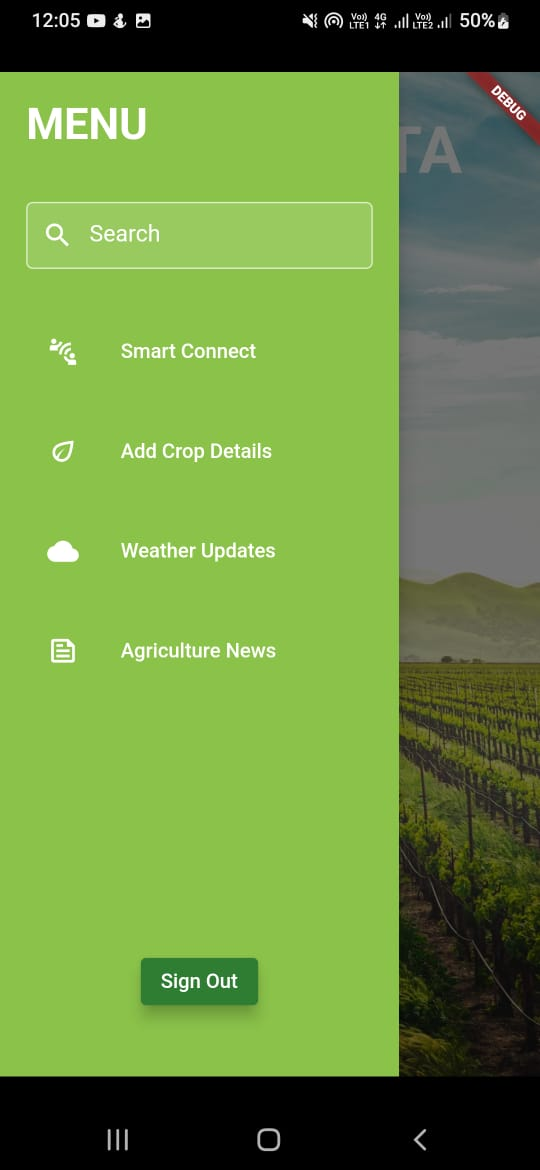 12:05 Vo)) LTE1 4G Vo)) LTE2 50%
DEBUG
MENU
TA
Search
Smart Connect
Add Crop Details
Weather Updates
Agriculture News
Sign Out